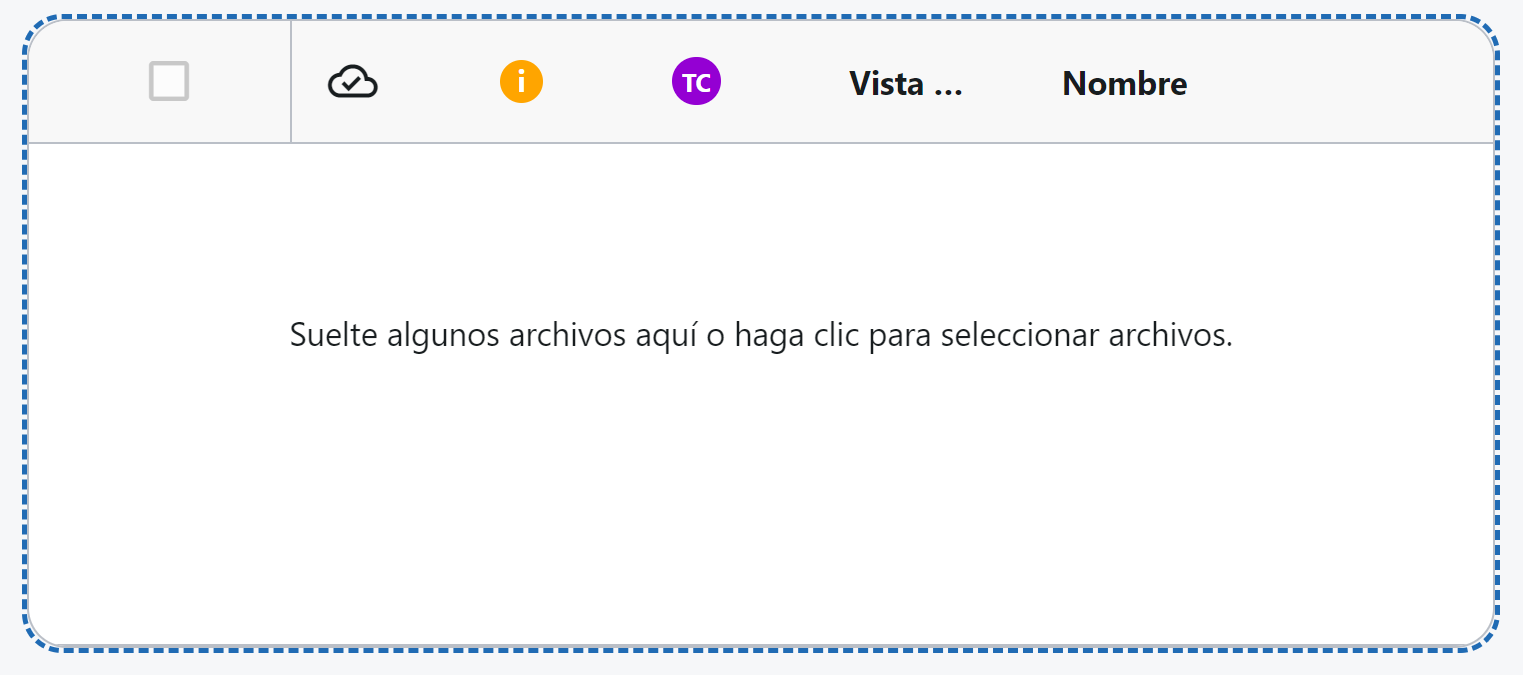 i TC Vista ... Nombre
Suelte algunos archivos aquí o haga clic para seleccionar archivos.